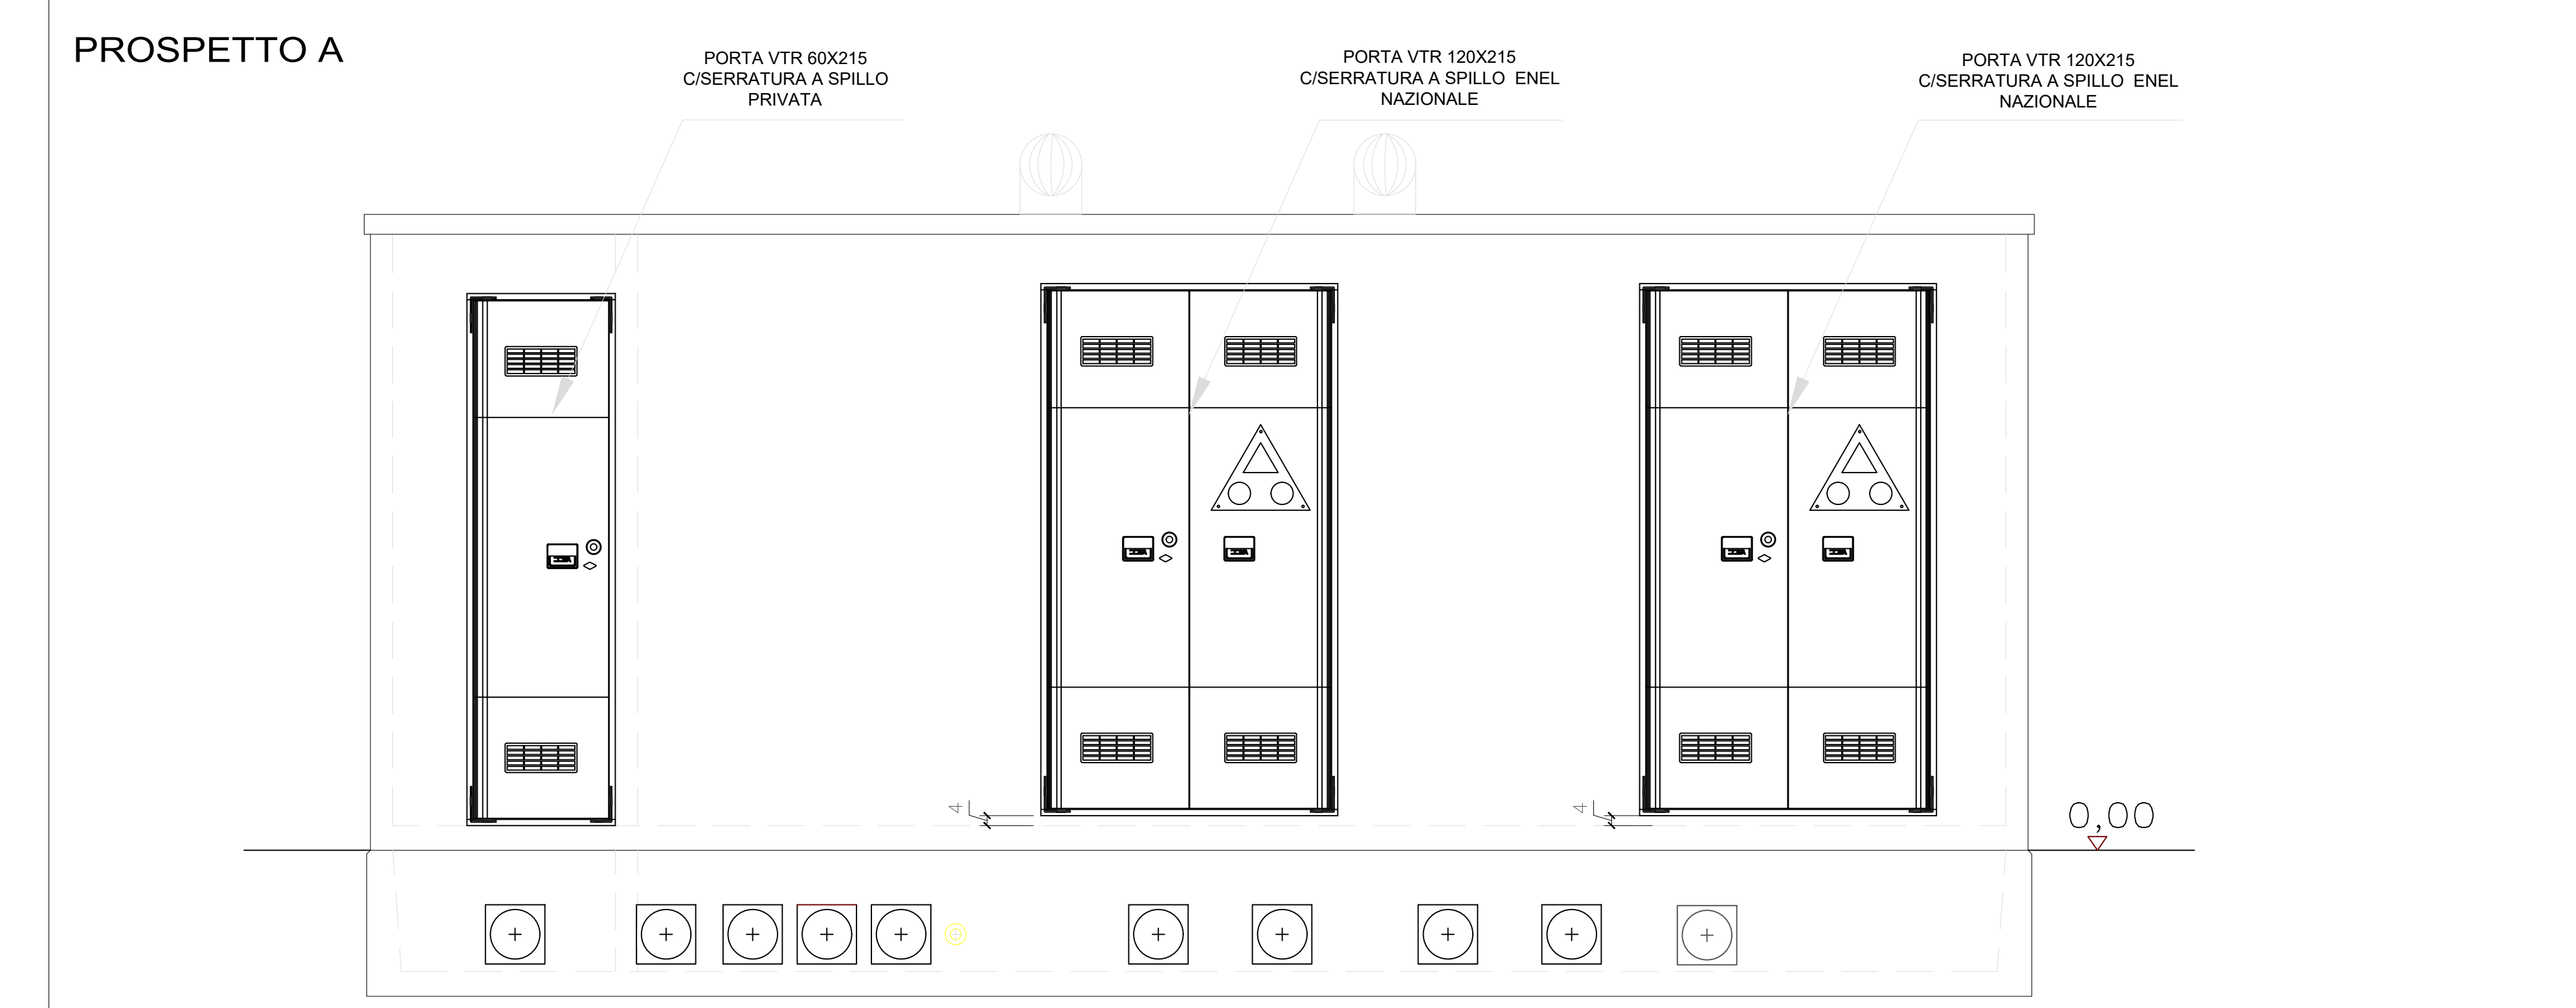 PROSPETTO A
PORTA VTR 60X215
C/SERRATURA A SPILLO
PRIVATA
PORTA VTR 120X215
C/SERRATURA A SPILLO ENEL
NAZIONALE
PORTA VTR 120X215
C/SERRATURA A SPILLO ENEL
NAZIONALE
4
4
0,00